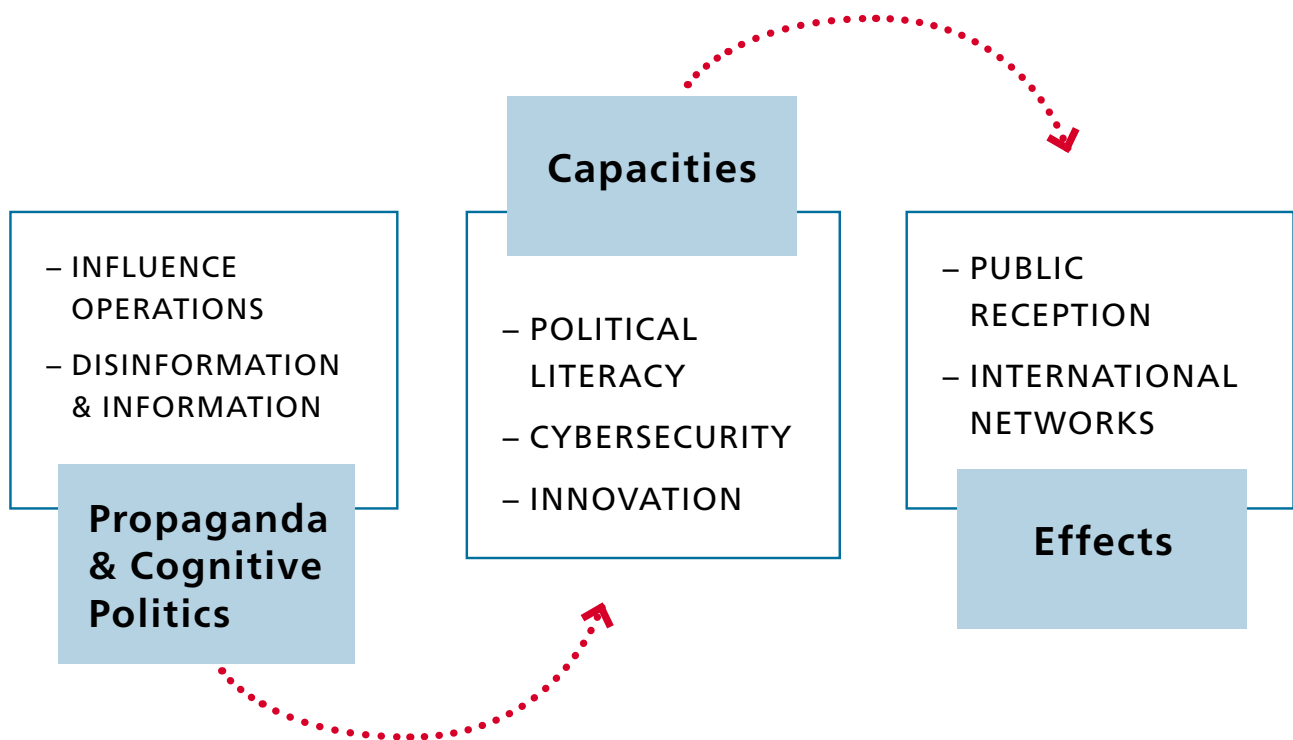 – INFLUENCE
OPERATIONS
– DISINFORMATION
& INFORMATION
Propaganda
& Cognitive
Politics
Capacities
– POLITICAL
LITERACY
– CYBERSECURITY
– INNOVATION
– PUBLIC
RECEPTION
– INTERNATIONAL
NETWORKS
Effects